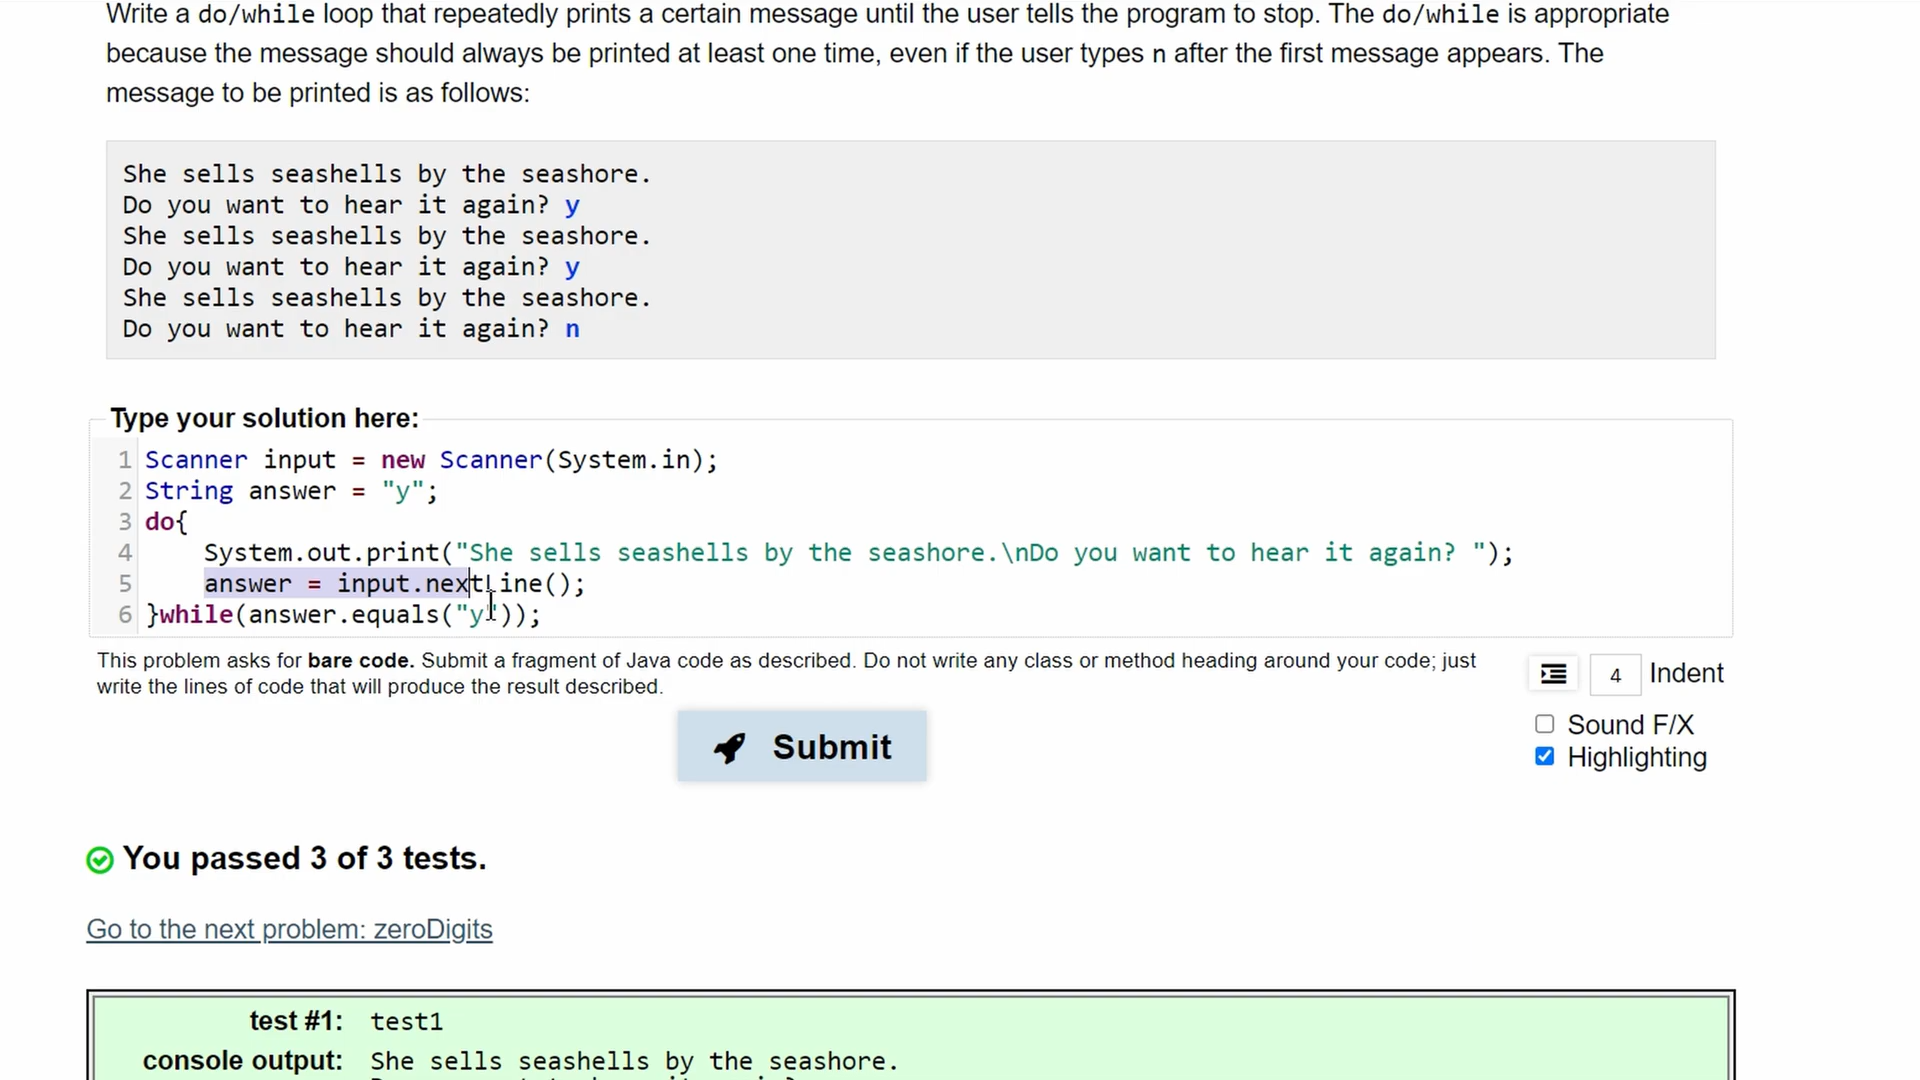 Write a do/while loop that repeatedly prints a certain message until the user tells the program to stop. The do/while is appropriate
because the message should always be printed at least one time, even if the user types n after the first message appears. The
message to be printed is as follows:
She sells seashells by the seashore.
Do you want to hear it again? y
She sells seashells by the seashore.
Do you want to hear it again? y
She sells seashells by the seashore.
Do you want to hear it again? n
Type your solution here:
1 Scanner input = new Scanner(System.in);
2 String answer = "y";
3 do{
4     System.out.print("She sells seashells by the seashore.\nDo you want to hear it again? ");
5     answer = input.nextLine();
6 }while(answer.equals("y"));
This problem asks for bare code. Submit a fragment of Java code as described. Do not write any class or method heading around your code; just
write the lines of code that will produce the result described.
4 Indent
Sound F/X
Highlighting
Submit
You passed 3 of 3 tests.
Go to the next problem: zeroDigits
test #1: test1
console output: She sells seashells by the seashore.